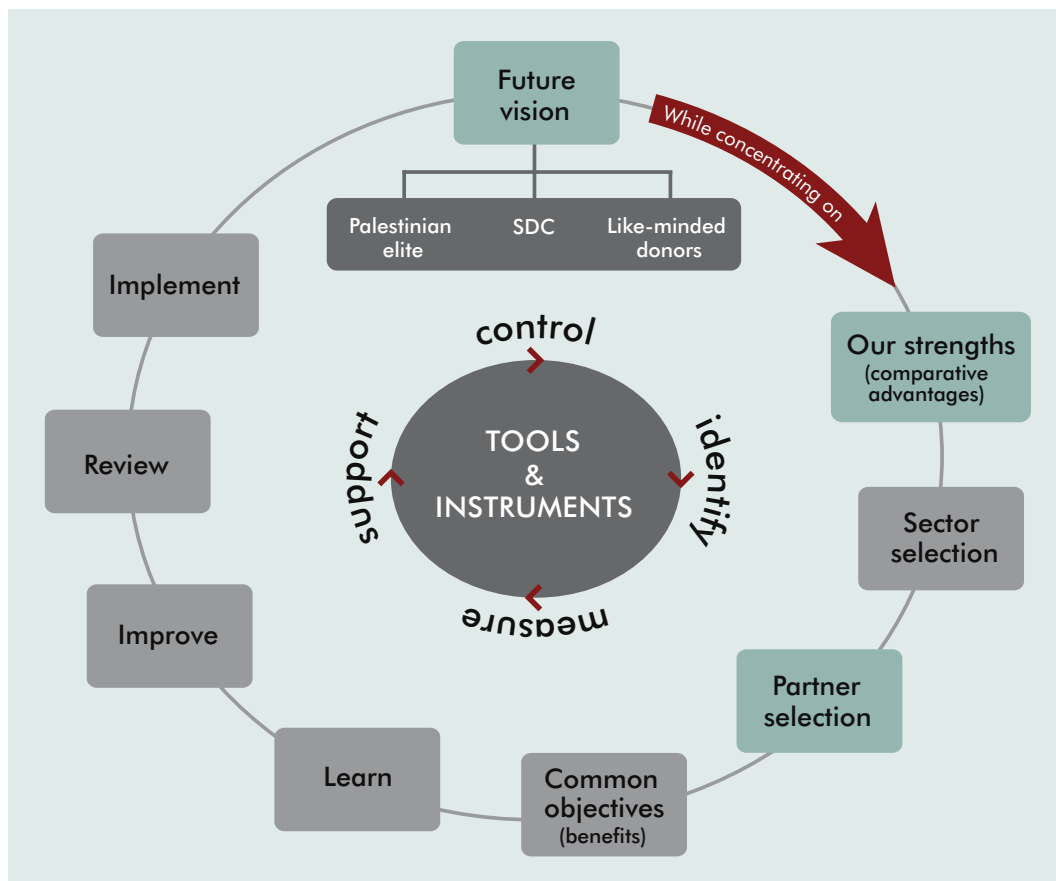 Future
vision
While concentrating on
Palestinian
elite
SDC
Like-minded
donors
Our strengths
(comparative
advantages)
Sector
selection
Partner
selection
Common
objectives
(benefits)
Learn
Improve
Review
Implement
control
identify
measure
support
TOOLS
&
INSTRUMENTS